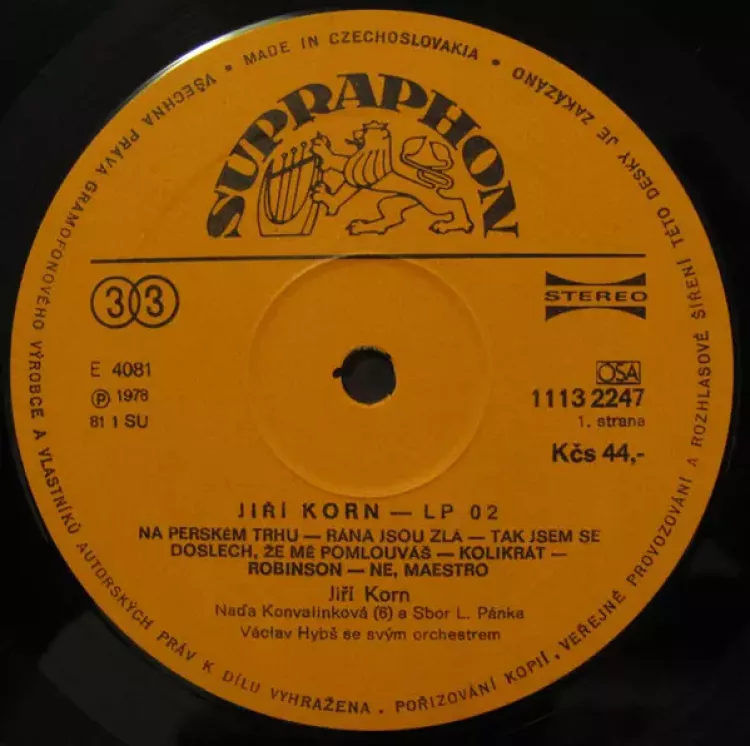 • MADE IN CZECHOSLOVAKIA •
VŠECHNA PRÁVA GRAMOFONOVÉHO VÝROBCE A VLASTNÍKŮ AUTORSKÝCH PRÁV K DÍLU VYHRAŽENA. POŘIZOVÁNÍ KOPIÍ, VEŘEJNÉ PROVOZOVÁNÍ A ROZHLASOVÉ ŠÍŘENÍ TÉTO DESKY JE ZAKÁZÁNO
SUPRAPHON
33
STEREO
E 4081
Ⓟ 1978
81 1 SU
OSA
1113 2247
1. strana
Kčs 44,-
JIŘÍ KORN — LP 02
NA PERSKÉM TRHU — RÁNA JSOU ZLÁ — TAK JSEM SE
DOSLECH, ŽE MĚ POMLOUVÁŠ — KOLIKRÁT —
ROBINSON — NE, MAESTRO
Jiří Korn
Naďa Konvalinková (6) a Sbor L. Pánka
Václav Hybš se svým orchestrem